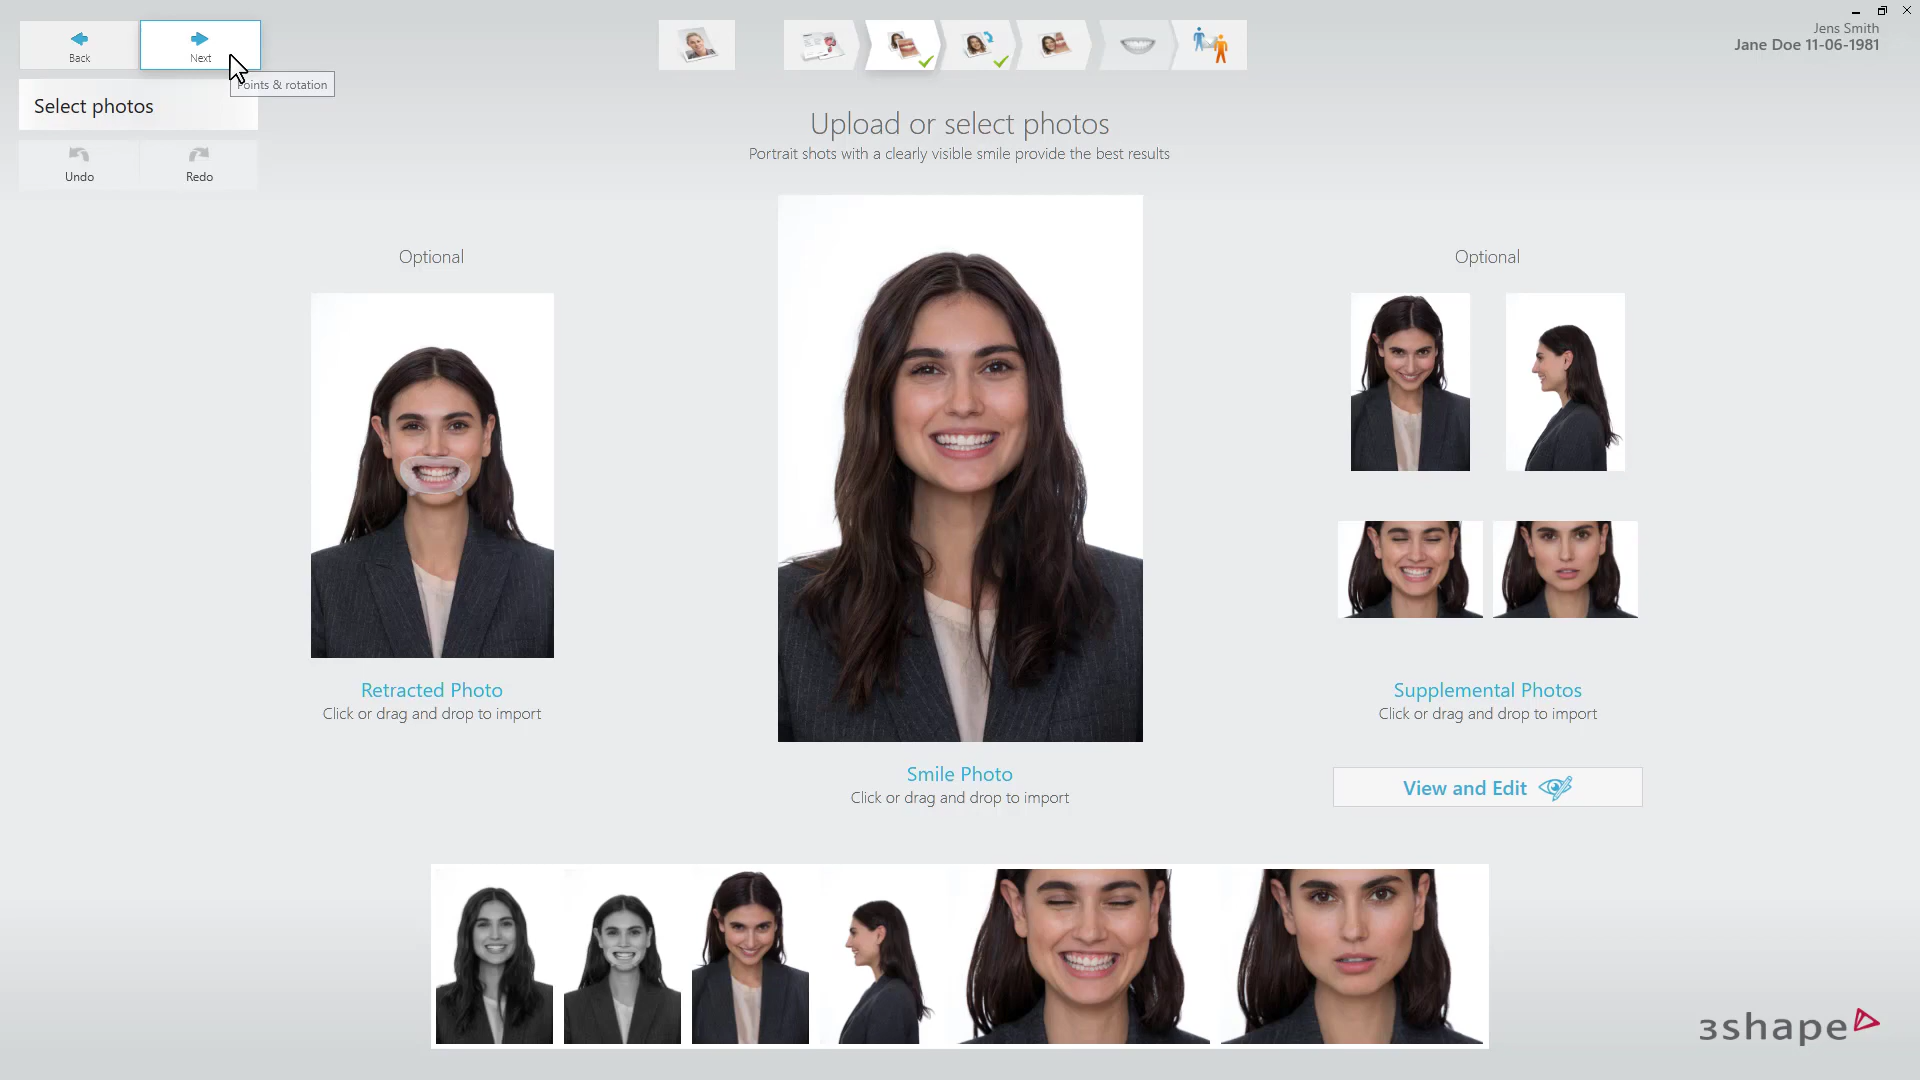 Back
Next
Points & rotation
Select photos
Undo
Redo
Jens Smith
Jane Doe 11-06-1981
Upload or select photos
Portrait shots with a clearly visible smile provide the best results
Optional
Retracted Photo
Click or drag and drop to import
Smile Photo
Click or drag and drop to import
Optional
Supplemental Photos
Click or drag and drop to import
View and Edit
3shape